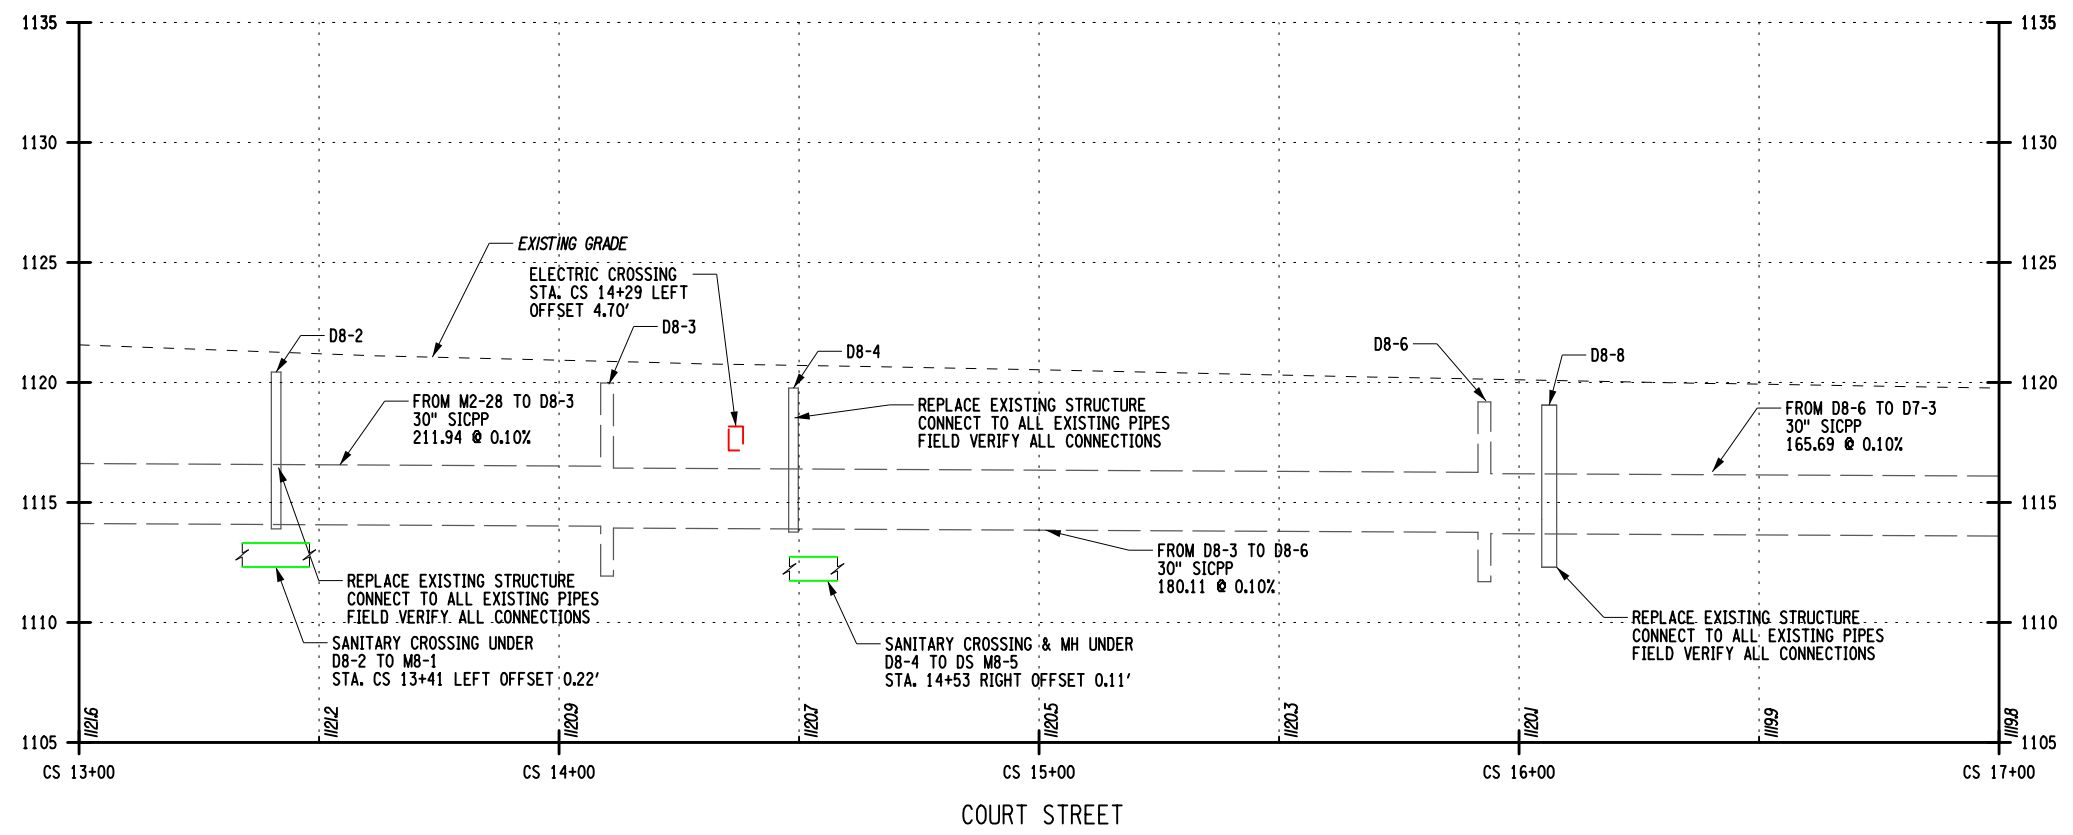 1135
1135
1130
1130
1125
1125
1120
1120
1115
1115
1110
1110
1105
1105
EXISTING GRADE
ELECTRIC CROSSING
STA. CS 14+29 LEFT
OFFSET 4.70'
D8-2
D8-3
D8-4
D8-6
D8-8
FROM M2-28 TO D8-3
30" SICPP
211.94 @ 0.10%
REPLACE EXISTING STRUCTURE
CONNECT TO ALL EXISTING PIPES
FIELD VERIFY ALL CONNECTIONS
FROM D8-6 TO D7-3
30" SICPP
165.69 @ 0.10%
FROM D8-3 TO D8-6
30" SICPP
180.11 @ 0.10%
REPLACE EXISTING STRUCTURE
CONNECT TO ALL EXISTING PIPES
FIELD VERIFY ALL CONNECTIONS
SANITARY CROSSING UNDER
D8-2 TO M8-1
STA. CS 13+41 LEFT OFFSET 0.22'
SANITARY CROSSING & MH UNDER
D8-4 TO DS M8-5
STA. 14+53 RIGHT OFFSET 0.11'
REPLACE EXISTING STRUCTURE
CONNECT TO ALL EXISTING PIPES
FIELD VERIFY ALL CONNECTIONS
1121.6
1121.2
1120.9
1120.7
1120.5
1120.3
1120.1
1119.9
1119.8
CS 13+00
CS 14+00
CS 15+00
CS 16+00
CS 17+00
COURT STREET